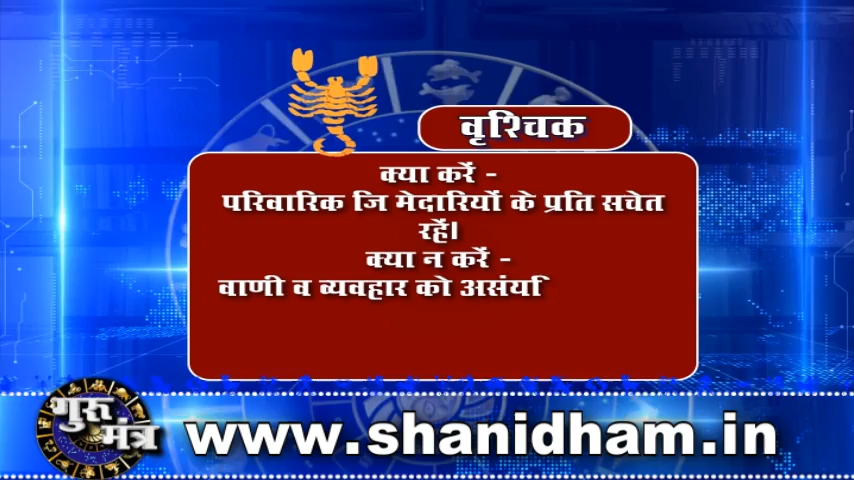 वृश्चिक
क्या करें -
परिवारिक जि मेदारियों के प्रति सचेत
रहें।
क्या न करें -
वाणी व व्यवहार को असंर्या
गुरु
मंत्र
www.shanidham.in